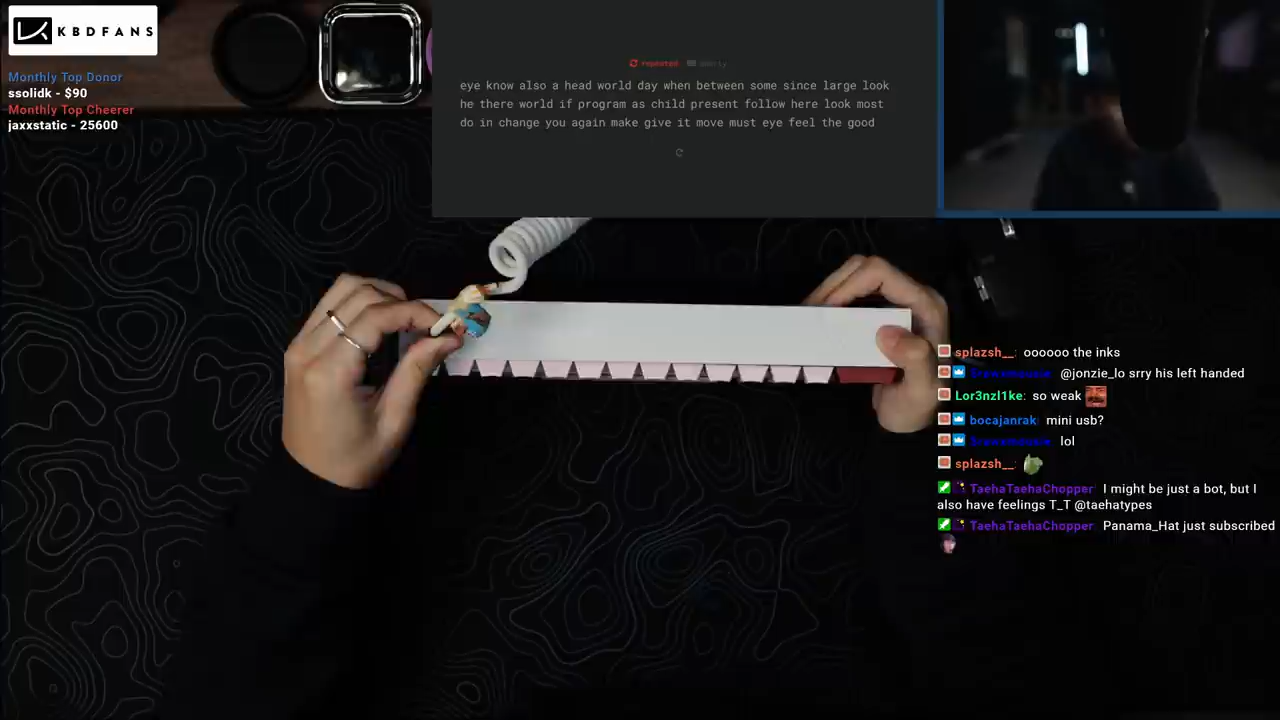 KBDFANS
Monthly Top Donor
ssolidk - $90
Monthly Top Cheerer
jaxxstatic - 25600
repeated qwerty
eye know also a head world day when between some since large look
he there world if program as child present follow here look most
do in change you again make give it move must eye feel the good
splazsh__: oooooo the inks
@jonzie_lo srry his left handed
Lor3nzl1ke: so weak
bocajanrak: mini usb?
lol
splazsh__:
TaehaTaehaChopper: I might be just a bot, but I
also have feelings T_T @taehatypes
TaehaTaehaChopper: Panama_Hat just subscribed